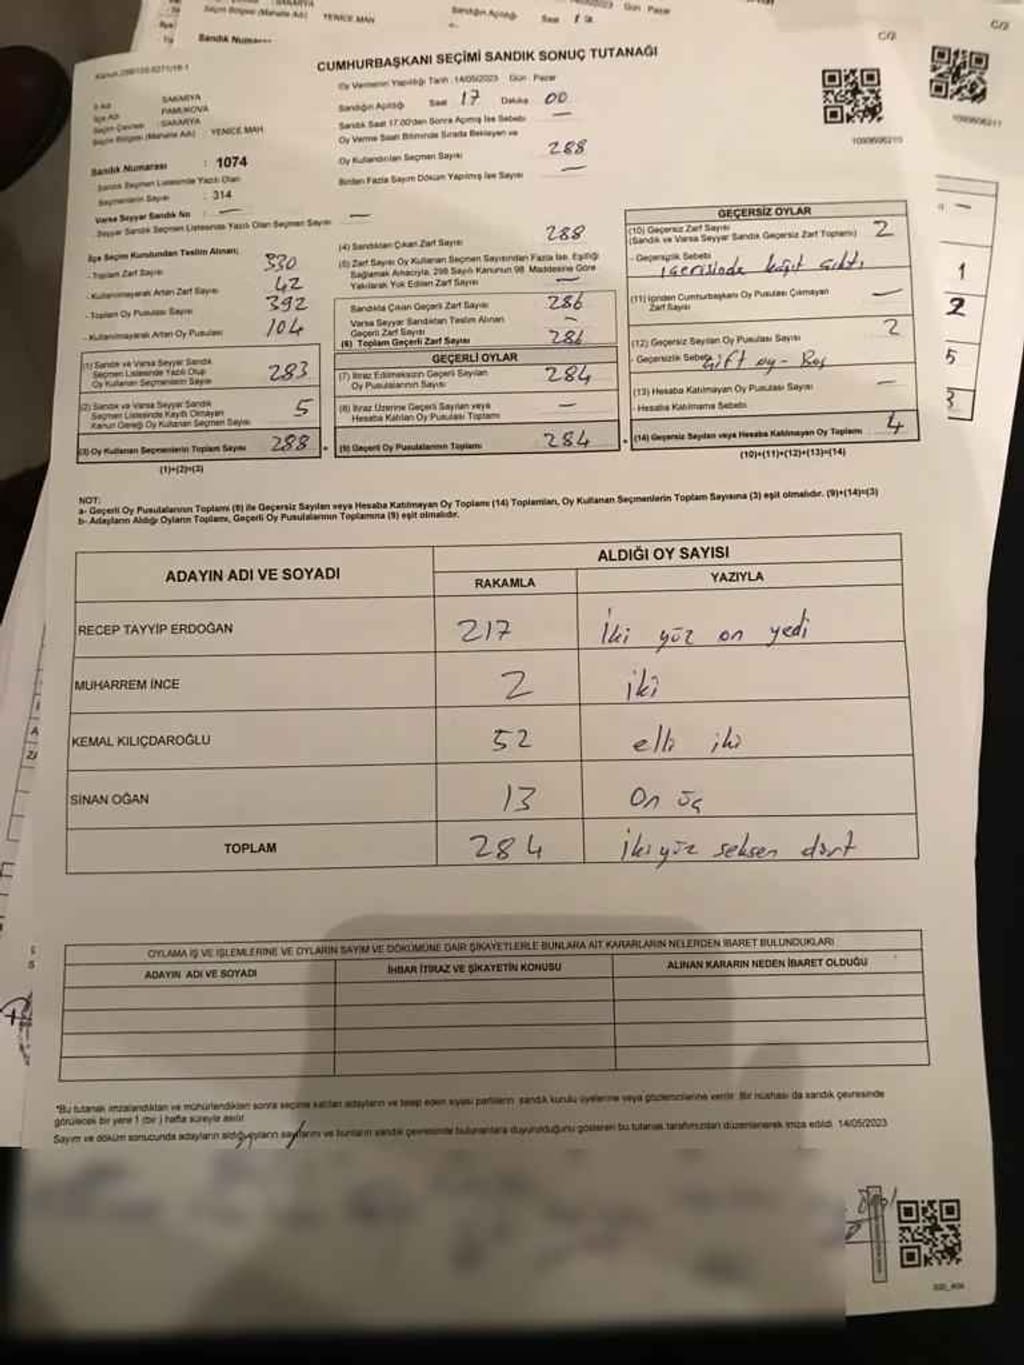 YENİCE MAH
Sandık
C/2
C/2
Kanun
CUMHURBAŞKANI SEÇİMİ SANDIK SONUÇ TUTANAĞI
İl Adı SAKARYA
İlçe Adı PAMUKOVA
Seçim Çevresi SAKARYA
Seçim Bölgesi (Mahalle Adı) : YENİCE MAH.
Sandık Numarası : 1074
Sandık Seçmen Listesinde Yazılı Olan
Seçmenlerin Sayısı : 314
Varsa Seyyar Sandık No : —
Seyyar Sandık Seçmen Listesinde Yazılı Olan Seçmen Sayısı —
Oy Vermenin Yapıldığı Tarih : 14/05/2023 Gün : Pazar
Sandığın Açıldığı Saat 17 Dakika 00
Sandık Saat 17.00'den Sonra Açılmış İse Sebebi —
Oy Verme Saati Bitiminde Sırada Bekleyen ve
Oy Kullandırılan Seçmen Sayısı 288
Birden Fazla Sayım Döküm Yapılmış İse Sayısı —
İlçe Seçim Kurulundan Teslim Alınan;
- Toplam Zarf Sayısı 330
- Kullanılmayarak Artan Zarf Sayısı 42
- Toplam Oy Pusulası Sayısı 392
- Kullanılmayarak Artan Oy Pusulası 104
(1) Sandık ve Varsa Seyyar Sandık
Seçmen Listesinde Yazılı Olup
Oy Kullanan Seçmenlerin Sayısı 283
(2) Sandık ve Varsa Seyyar Sandık
Seçmen Listesinde Kayıtlı Olmayan
Kanun Gereği Oy Kullanan Seçmen Sayısı 5
(3) Oy Kullanan Seçmenlerin Toplam Sayısı 288
(1)+(2)=(3)
(4) Sandıktan Çıkan Zarf Sayısı 288
(5) Zarf Sayısı Oy Kullanan Seçmen Sayısından Fazla İse, Eşitliği
Sağlamak Amacıyla, 298 Sayılı Kanunun 98. Maddesine Göre
Yakılarak Yok Edilen Zarf Sayısı —
Sandıkta Çıkan Geçerli Zarf Sayısı 286
Varsa Seyyar Sandıktan Teslim Alınan
Geçerli Zarf Sayısı —
(6) Toplam Geçerli Zarf Sayısı 286
GEÇERLİ OYLAR
(7) İtiraz Edilmeksizin Geçerli Sayılan
Oy Pusulalarının Sayısı 284
(8) İtiraz Üzerine Geçerli Sayılan veya
Hesaba Katılan Oy Pusulası Toplamı —
(9) Geçerli Oy Pusulalarının Toplamı 284
GEÇERSİZ OYLAR
(10) Geçersiz Zarf Sayısı
(Sandık ve Varsa Seyyar Sandık Geçersiz Zarf Toplamı) 2
- Geçersizlik Sebebi
içerisinde kağıt çıktı
(11) İçinden Cumhurbaşkanı Oy Pusulası Çıkmayan
Zarf Sayısı —
(12) Geçersiz Sayılan Oy Pusulası Sayısı 2
- Geçersizlik Sebebi Çift oy - Boş
(13) Hesaba Katılmayan Oy Pusulası Sayısı —
- Hesaba Katılmama Sebebi
(14) Geçersiz Sayılan veya Hesaba Katılmayan Oy Toplamı 4
(10)+(11)+(12)+(13)=(14)
1
2
5
3
NOT:
a- Geçerli Oy Pusulalarının Toplamı (9) ile Geçersiz Sayılan veya Hesaba Katılmayan Oy Toplamı (14) Toplamları, Oy Kullanan Seçmenlerin Toplam Sayısına (3) eşit olmalıdır. (9)+(14)=(3)
b- Adayların Aldığı Oyların Toplamı, Geçerli Oy Pusulalarının Toplamına (9) eşit olmalıdır.
ADAYIN ADI VE SOYADI
ALDIĞI OY SAYISI
RAKAMLA YAZIYLA
RECEP TAYYİP ERDOĞAN 217 İki yüz on yedi
MUHARREM İNCE 2 iki
KEMAL KILIÇDAROĞLU 52 elli iki
SİNAN OĞAN 13 On üç
TOPLAM 284 İki yüz seksen dört
OYLAMA İŞ VE İŞLEMLERİNE VE OYLARIN SAYIM VE DÖKÜMÜNE DAİR ŞİKAYETLERLE BUNLARA AİT KARARLARIN NELERDEN İBARET BULUNDUKLARI
ADAYIN ADI VE SOYADI İHBAR İTİRAZ VE ŞİKAYETİN KONUSU ALINAN KARARIN NEDEN İBARET OLDUĞU
*Bu tutanak imzalandıktan ve mühürlendikten sonra seçime katılan adayların ve talep eden siyasi partilerin sandık kurulu üyelerine veya gözlemcilerine verilir. Bir nüshası da sandık çevresinde
görülecek bir yere 1 (bir) hafta süreyle asılır.
Sayım ve döküm sonucunda adayların aldığı oyların sayılarını ve bunların sandık çevresinde bulunanlara duyurulduğunu gösteren bu tutanak tarafımızdan düzenlenerek imza edildi. 14/05/2023